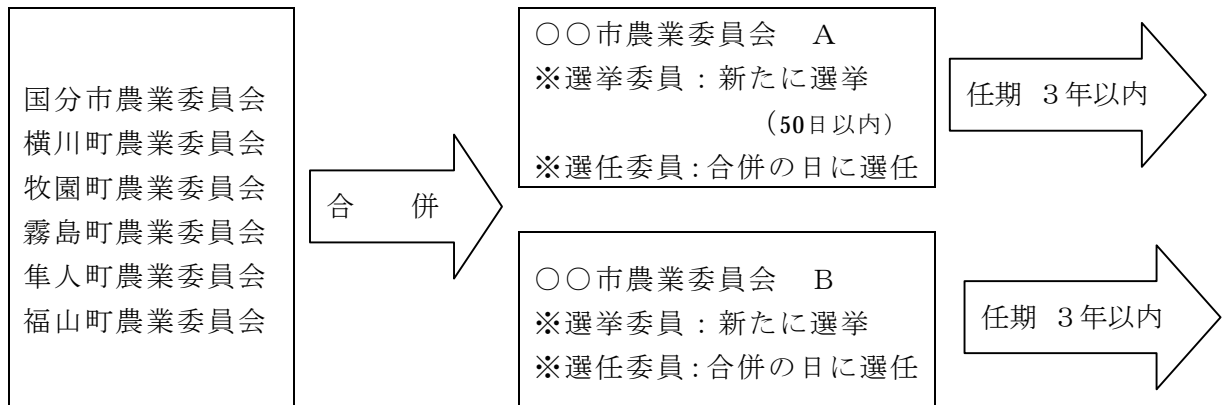 国分市農業委員会
横川町農業委員会
牧園町農業委員会
霧島町農業委員会
隼人町農業委員会
福山町農業委員会
合　併
○○市農業委員会　A
※選挙委員：新たに選挙
（50日以内）
※選任委員：合併の日に選任
任期　３年以内
○○市農業委員会　B
※選挙委員：新たに選挙
※選任委員：合併の日に選任
任期　３年以内